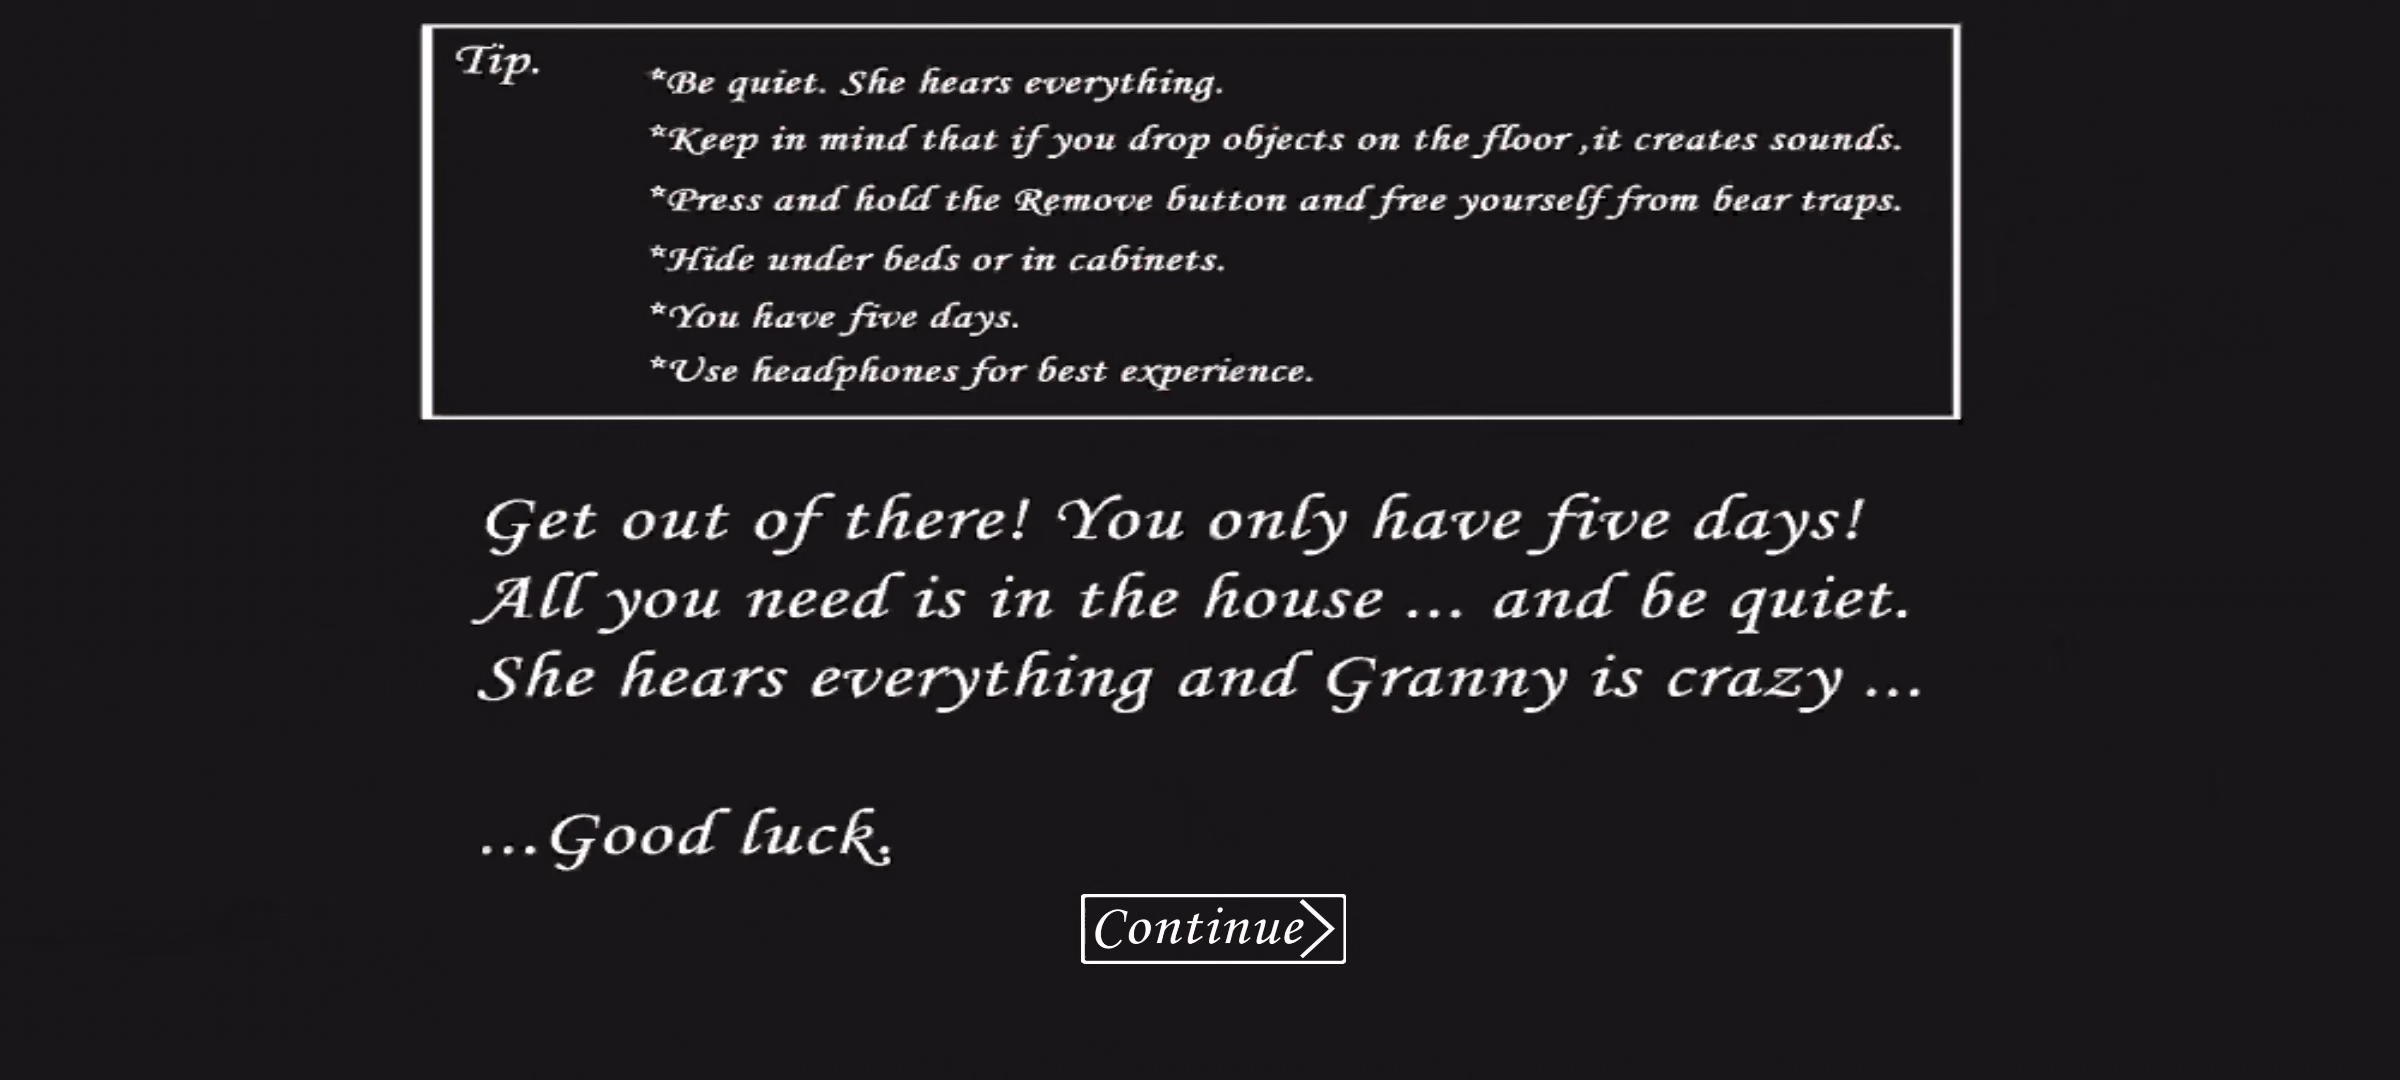 Tip.
*Be quiet. She hears everything.
*Keep in mind that if you drop objects on the floor ,it creates sounds.
*Press and hold the Remove button and free yourself from bear traps.
*Hide under beds or in cabinets.
*You have five days.
*Use headphones for best experience.
Get out of there! You only have five days!
All you need is in the house ... and be quiet.
She hears everything and Granny is crazy ...
...Good luck.
Continue>